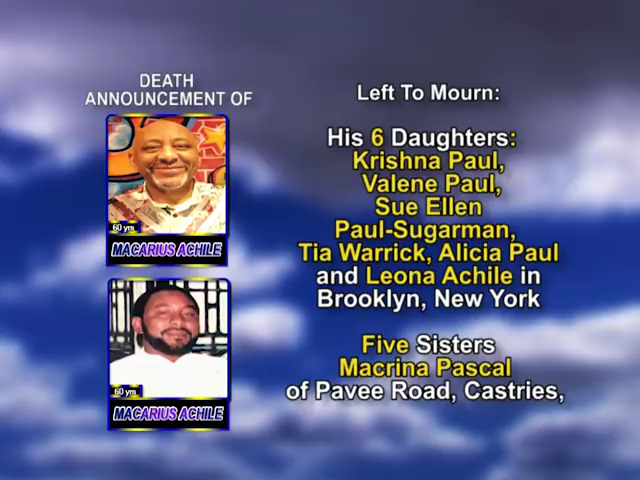 DEATH
ANNOUNCEMENT OF
60 yrs
MACARIUS ACHILE
60 yrs
MACARIUS ACHILE
Left To Mourn:
His 6 Daughters:
Krishna Paul,
Valene Paul,
Sue Ellen
Paul-Sugarman,
Tia Warrick, Alicia Paul
and Leona Achile in
Brooklyn, New York
Five Sisters
Macrina Pascal
of Pavee Road, Castries,